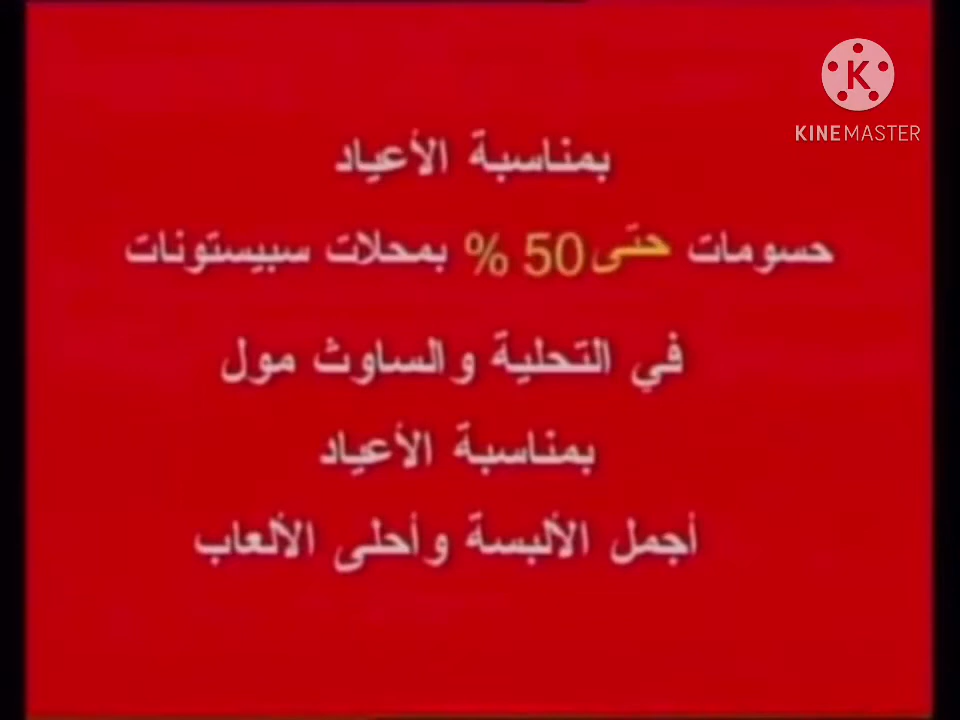 KINEMASTER
بمناسبة الأعياد
حسومات حتى 50 % بمحلات سبيستونات
في التحلية والساوث مول
بمناسبة الأعياد
أجمل الألبسة وأحلى الألعاب